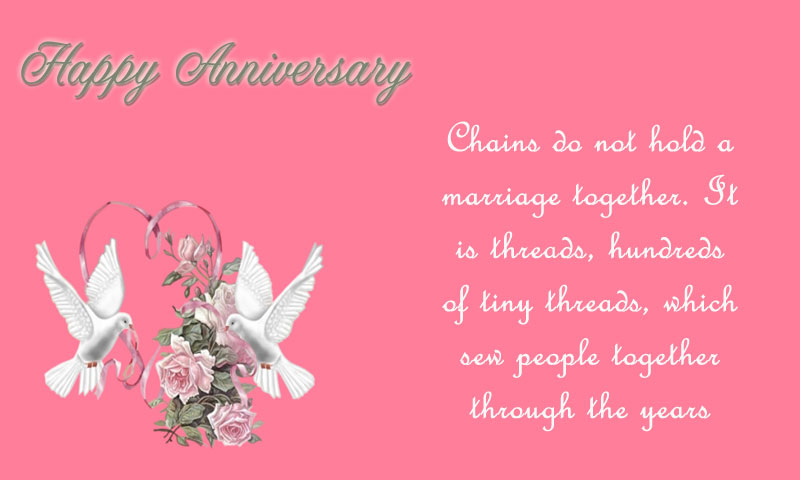 Happy Anniversary
Chains do not hold a
marriage together. It
is threads, hundreds
of tiny threads, which
sew people together
through the years